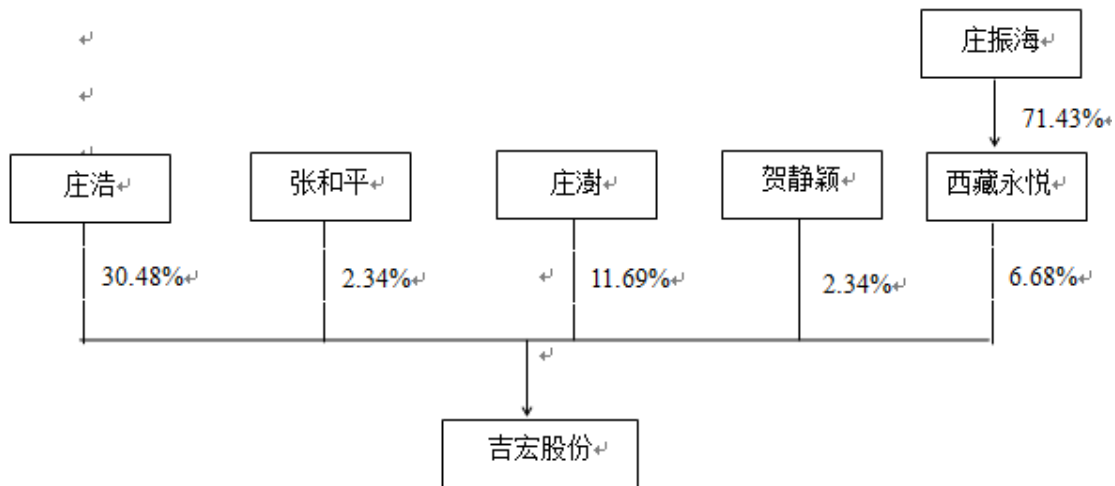 庄振海
71.43%
庄浩
张和平
庄澍
贺静颖
西藏永悦
30.48%
2.34%
11.69%
2.34%
6.68%
吉宏股份